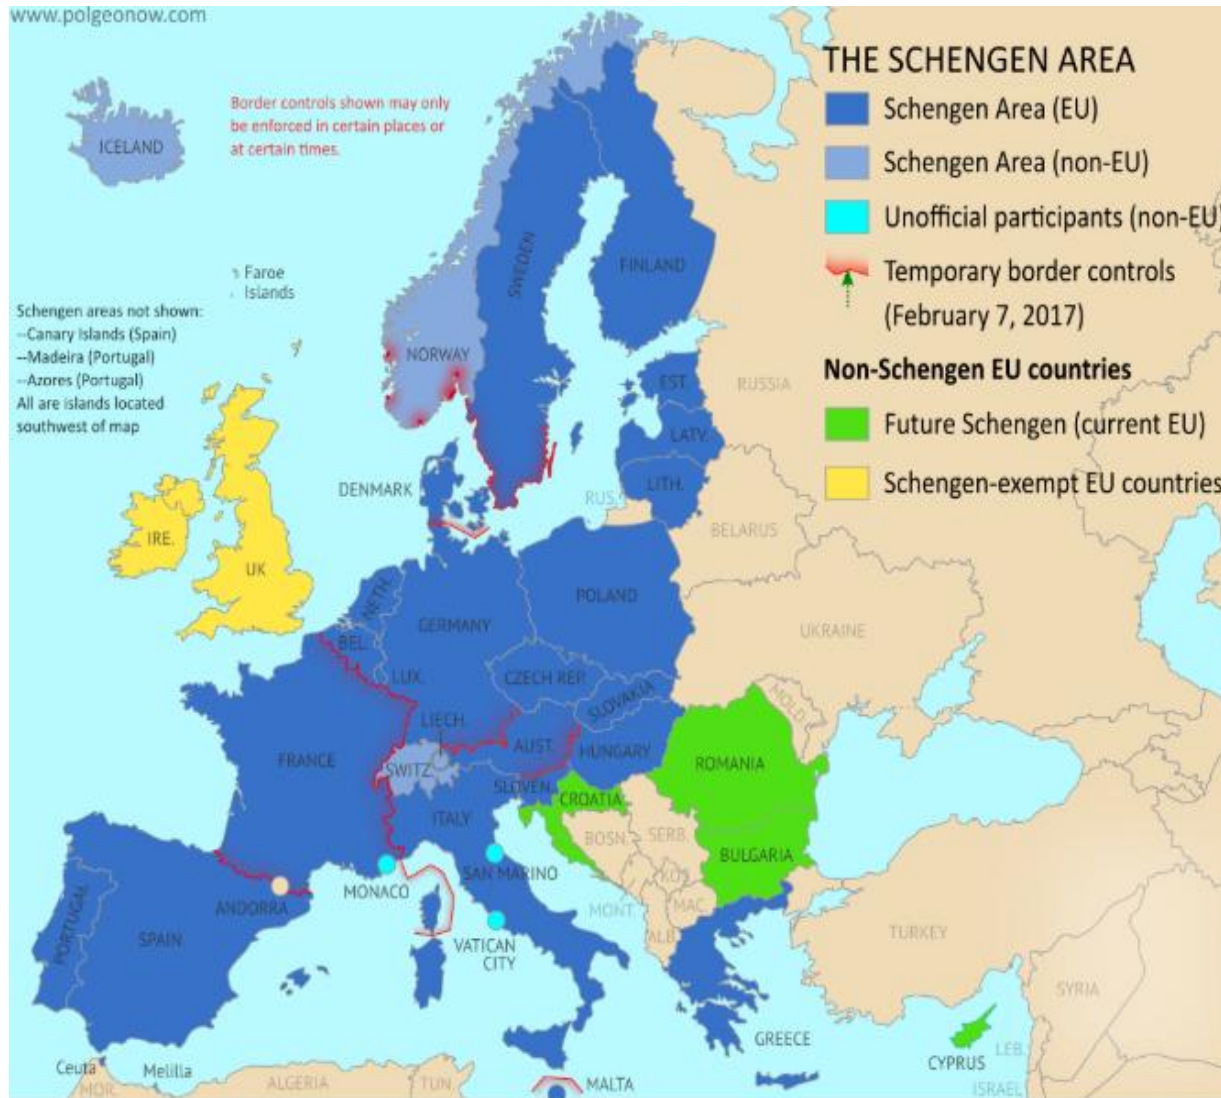 www.polgeonow.com
THE SCHENGEN AREA
Schengen Area (EU)
Schengen Area (non-EU)
Unofficial participants (non-EU)
Temporary border controls
(February 7, 2017)
Non-Schengen EU countries
Future Schengen (current EU)
Schengen-exempt EU countries
Border controls shown may only
be enforced in certain places or
at certain times.
ICELAND
Faroe
Islands
Schengen areas not shown:
--Canary Islands (Spain)
--Madeira (Portugal)
--Azores (Portugal)
All are islands located
southwest of map
SWEDEN
FINLAND
NORWAY
RUSSIA
EST.
LATV.
LITH.
RUS.
DENMARK
BELARUS
IRE.
UK
NETH.
BEL.
LUX.
GERMANY
POLAND
UKRAINE
CZECH REP.
SLOVAKIA
MOLD.
LIECH.
AUST.
HUNGARY
FRANCE
SWITZ.
SLOVEN.
CROATIA
ROMANIA
ITALY
BOSN.
SERB.
BULGARIA
KOS.
MONACO
SAN MARINO
MONT.
MAC.
ALB.
ANDORRA
PORTUGAL
SPAIN
VATICAN
CITY
TURKEY
SYRIA
GREECE
CYPRUS
LEB.
ISRAEL
Ceuta
Melilla
MOR.
ALGERIA
TUN.
MALTA